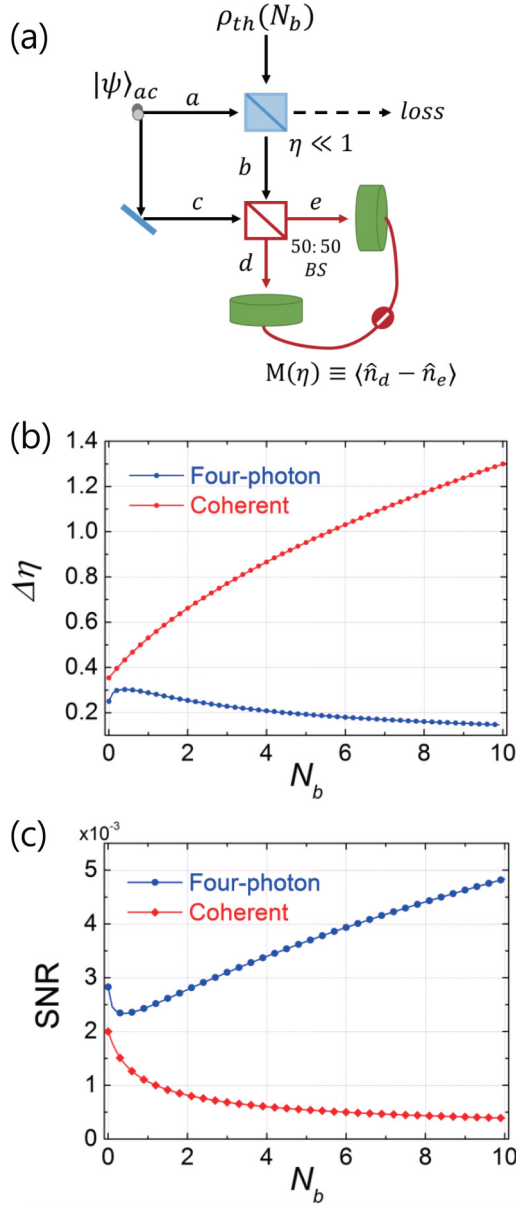 (a)
ρ_th(N_b)
|ψ⟩_ac
a
loss
η ≪ 1
b
c
e
50:50
BS
d
M(η) ≡ ⟨n̂_d − n̂_e⟩
(b)
1.4
Four-photon
1.2
Coherent
1.0
Δη
0.8
0.6
0.4
0.2
0 2 4 6 8 10
N_b
(c)
x10^-3
5
Four-photon
Coherent
4
SNR
3
2
1
0
0 2 4 6 8 10
N_b